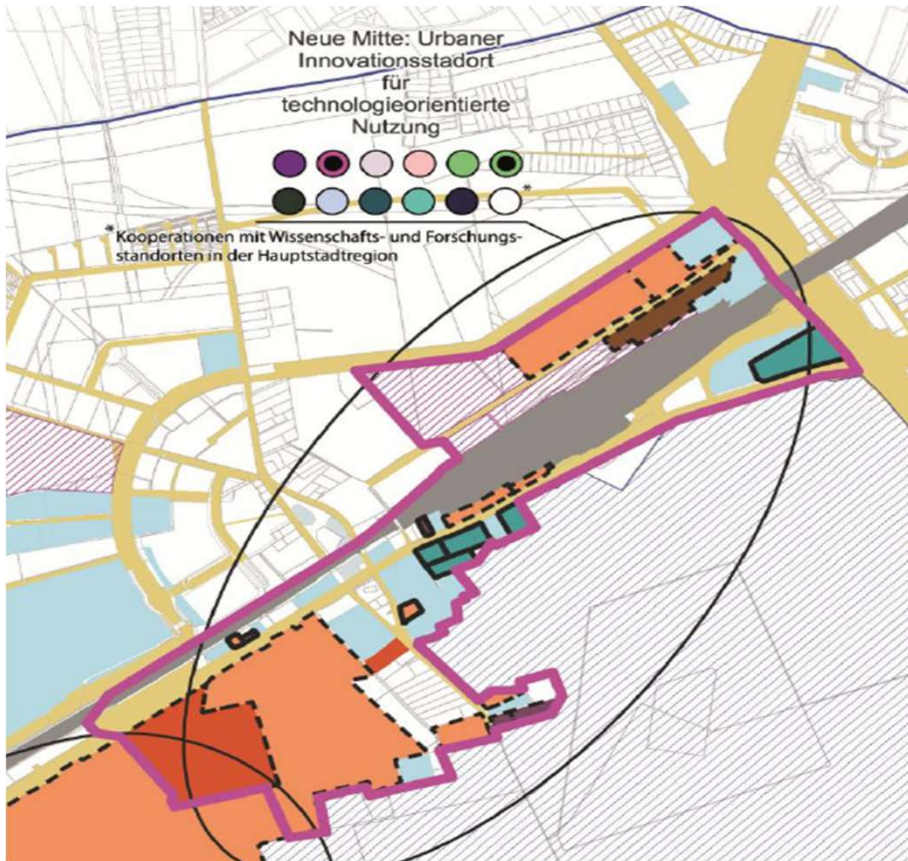 Neue Mitte: Urbaner
Innovationsstadort
für
technologieorientierte
Nutzung
*
*Kooperationen mit Wissenschafts- und Forschungs-
standorten in der Hauptstadtregion